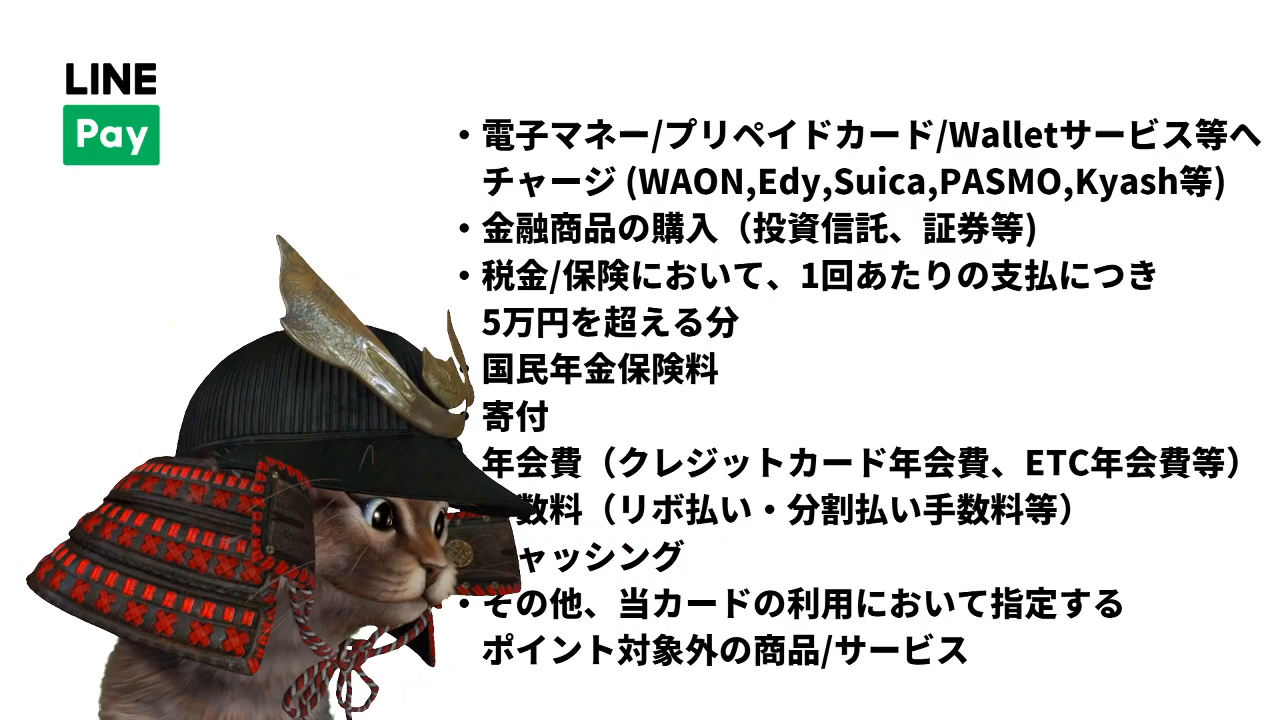 LINE
Pay
・電子マネー/プリペイドカード/Walletサービス等へ
チャージ (WAON,Edy,Suica,PASMO,Kyash等)
・金融商品の購入（投資信託、証券等)
・税金/保険において、1回あたりの支払につき
5万円を超える分
国民年金保険料
寄付
年会費（クレジットカード年会費、ETC年会費等）
数料（リボ払い・分割払い手数料等）
ャッシング
・その他、当カードの利用において指定する
ポイント対象外の商品/サービス